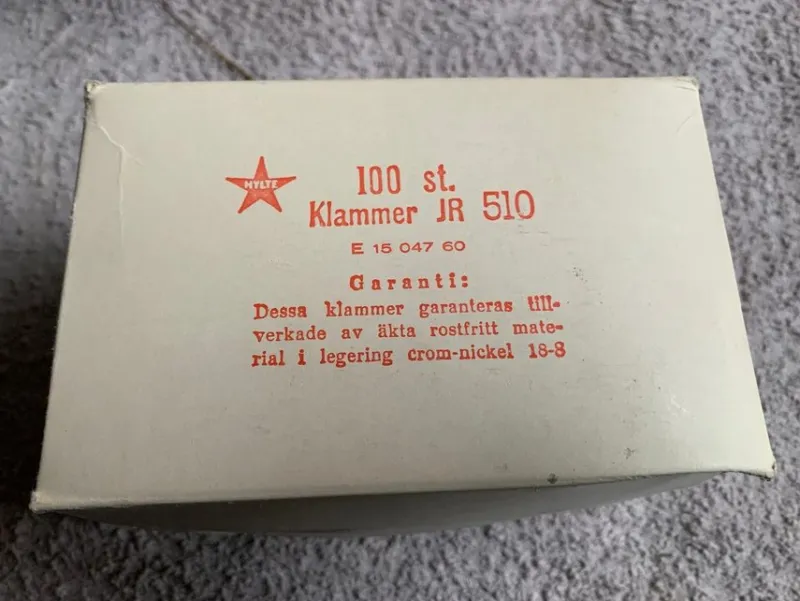 HYLTE
100 st.
Klammer JR 510
E 15 047 60
Garanti:
Dessa klammer garanteras till-
verkade av äkta rostfritt mate-
rial i legering crom-nickel 18-8